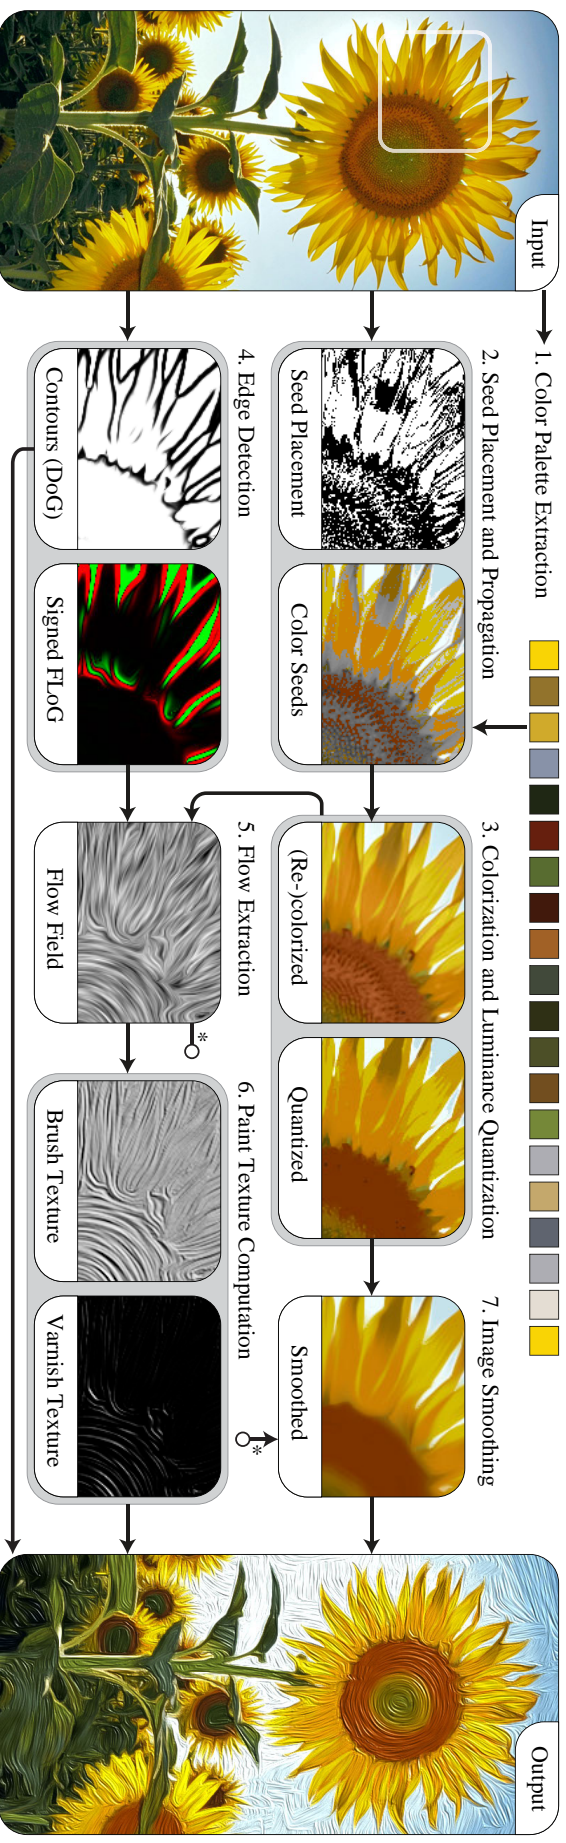 Input
1. Color Palette Extraction
2. Seed Placement and Propagation
Seed Placement
Color Seeds
3. Colorization and Luminance Quantization
(Re-)colorized
Quantized
7. Image Smoothing
Smoothed
*
4. Edge Detection
Contours (DoG)
Signed FLoG
5. Flow Extraction
Flow Field
*
6. Paint Texture Computation
Brush Texture
Varnish Texture
Output